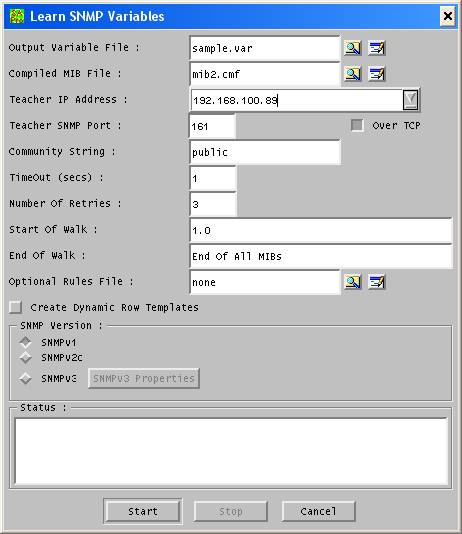 Learn SNMP Variables
Output Variable File : sample.var
Compiled MIB File : mib2.cmf
Teacher IP Address : 192.168.100.89
Teacher SNMP Port : 161 Over TCP
Community String : public
TimeOut (secs) : 1
Number Of Retries : 3
Start Of Walk : 1.0
End Of Walk : End Of All MIBs
Optional Rules File : none
Create Dynamic Row Templates
SNMP Version :
SNMPv1
SNMPv2c
SNMPv3 SNMPv3 Properties
Status :
Start Stop Cancel